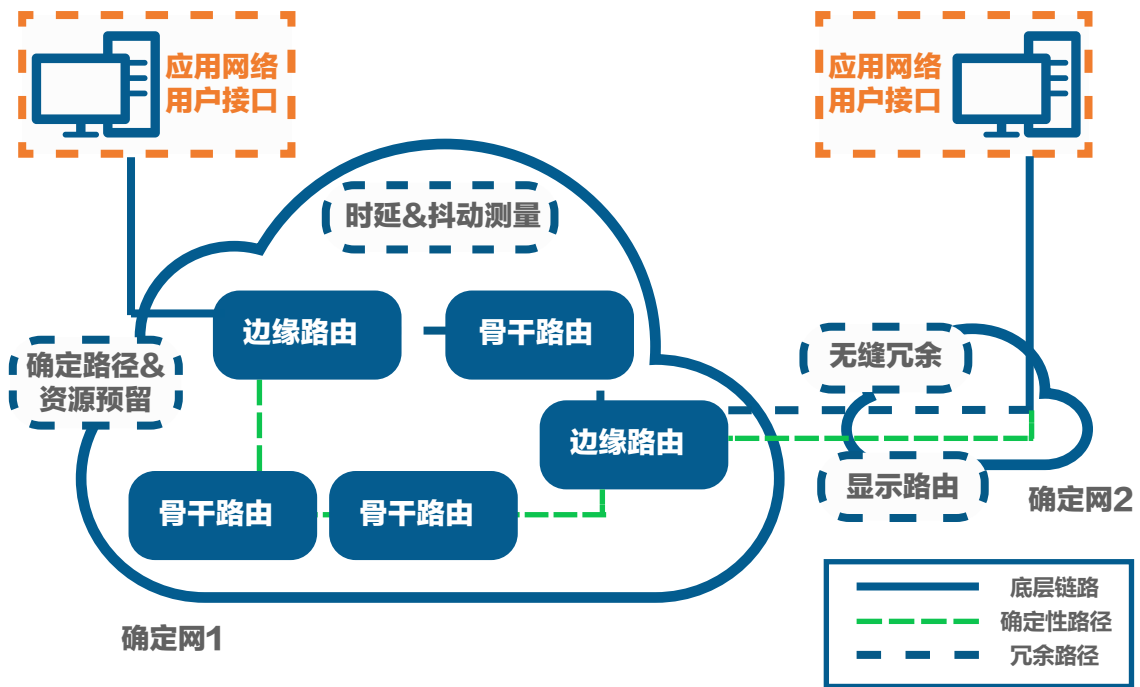 应用网络
用户接口
应用网络
用户接口
时延&抖动测量
边缘路由
骨干路由
无缝冗余
确定路径&
资源预留
边缘路由
显示路由
确定网2
骨干路由
骨干路由
底层链路
确定性路径
冗余路径
确定网1